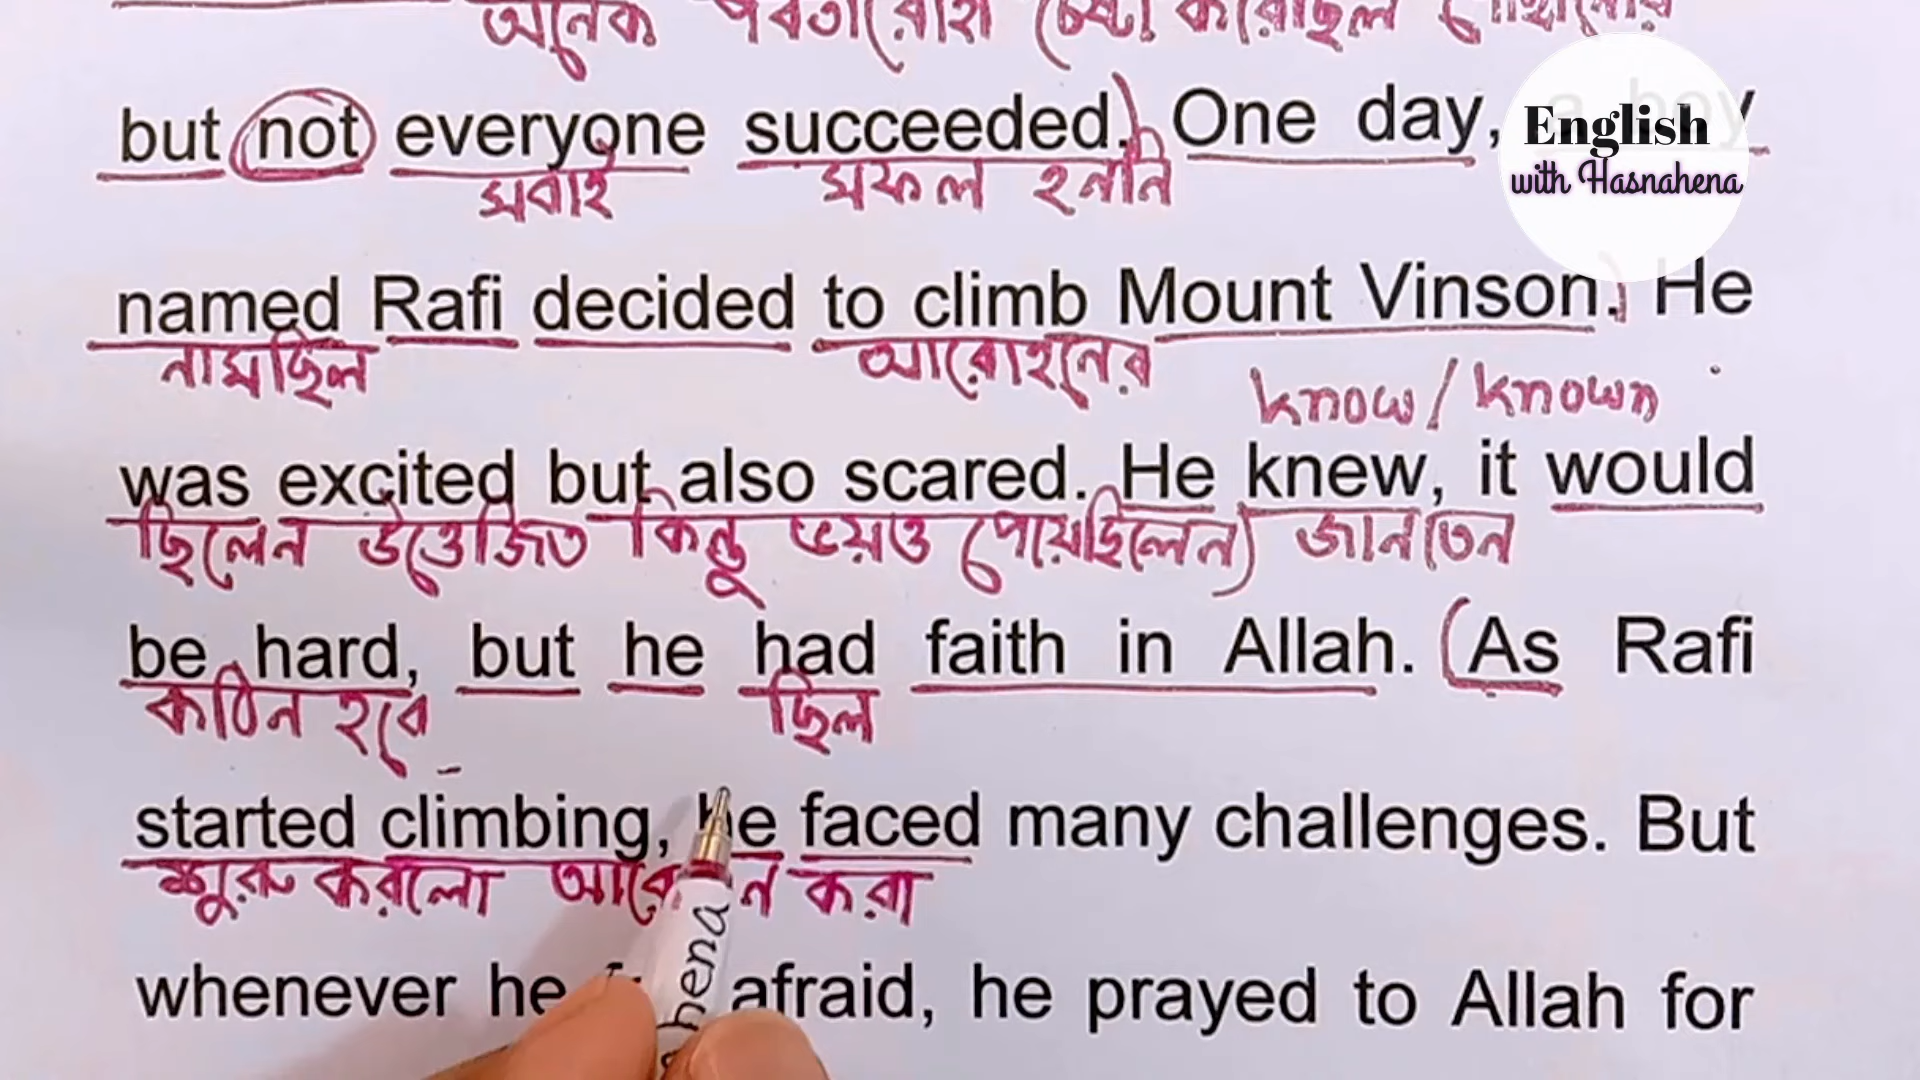 অনেক পর্বতারোহী চেষ্টা করেছিল
but not everyone succeeded. One day, a boy
সবাই সফল হননি
English
with Hasnahena
named Rafi decided to climb Mount Vinson. He
নাম ছিল আরোহনের
know / known
was excited but also scared. He knew, it would
ছিলেন উত্তেজিত কিন্তু ভয়ও পেয়েছিলেন) জানতেন
be hard, but he had faith in Allah. (As Rafi
কঠিন হবে ছিল
started climbing, he faced many challenges. But
শুরু করলো করা
whenever he afraid, he prayed to Allah for
hena